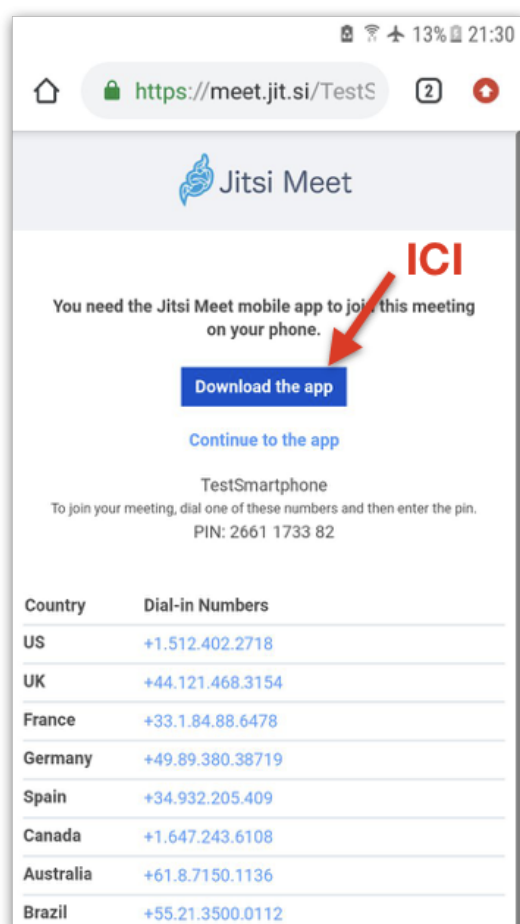 13% 21:30
https://meet.jit.si/TestS
2
Jitsi Meet
ICI
You need the Jitsi Meet mobile app to join this meeting
on your phone.
Download the app
Continue to the app
TestSmartphone
To join your meeting, dial one of these numbers and then enter the pin.
PIN: 2661 1733 82
Country Dial-in Numbers
US +1.512.402.2718
UK +44.121.468.3154
France +33.1.84.88.6478
Germany +49.89.380.38719
Spain +34.932.205.409
Canada +1.647.243.6108
Australia +61.8.7150.1136
Brazil +55.21.3500.0112